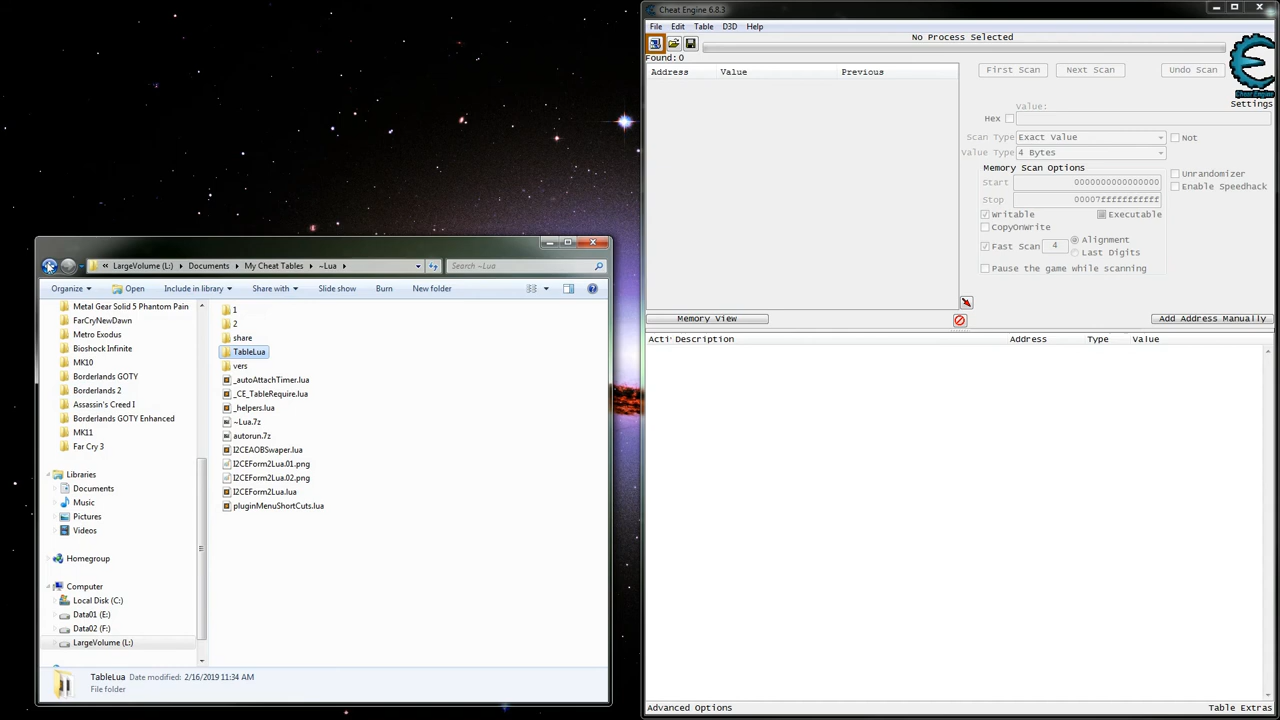 Cheat Engine 6.8.3
File Edit Table D3D Help
No Process Selected
Found:0
Address Value Previous
First Scan Next Scan Undo Scan
Cheat Engine
Settings
Value:
Hex
Scan Type Exact Value Not
Value Type 4 Bytes
Memory Scan Options
Start 0000000000000000
Stop 00007fffffffffff
Unrandomizer
Enable Speedhack
Writable Executable
CopyOnWrite
Fast Scan 4 Alignment
Last Digits
Pause the game while scanning
Memory View Add Address Manually
Acti Description Address Type Value
Advanced Options Table Extras
« LargeVolume (L:) Documents My Cheat Tables ~Lua Search ~Lua
Organize Open Include in library Share with Slide show Burn New folder
Metal Gear Solid 5 Phantom Pain
FarCryNewDawn
Metro Exodus
Bioshock Infinite
MK10
Borderlands GOTY
Borderlands 2
Assassin's Creed I
Borderlands GOTY Enhanced
MK11
Far Cry 3
Libraries
Documents
Music
Pictures
Videos
Homegroup
Computer
Local Disk (C:)
Data01 (E:)
Data02 (F:)
LargeVolume (L:)
1
2
share
TableLua
vers
_autoAttachTimer.lua
_CE_TableRequire.lua
_helpers.lua
~Lua.7z
autorun.7z
I2CEAOBSwaper.lua
I2CEForm2Lua.01.png
I2CEForm2Lua.02.png
I2CEForm2Lua.lua
pluginMenuShortCuts.lua
TableLua Date modified: 2/16/2019 11:34 AM
File folder